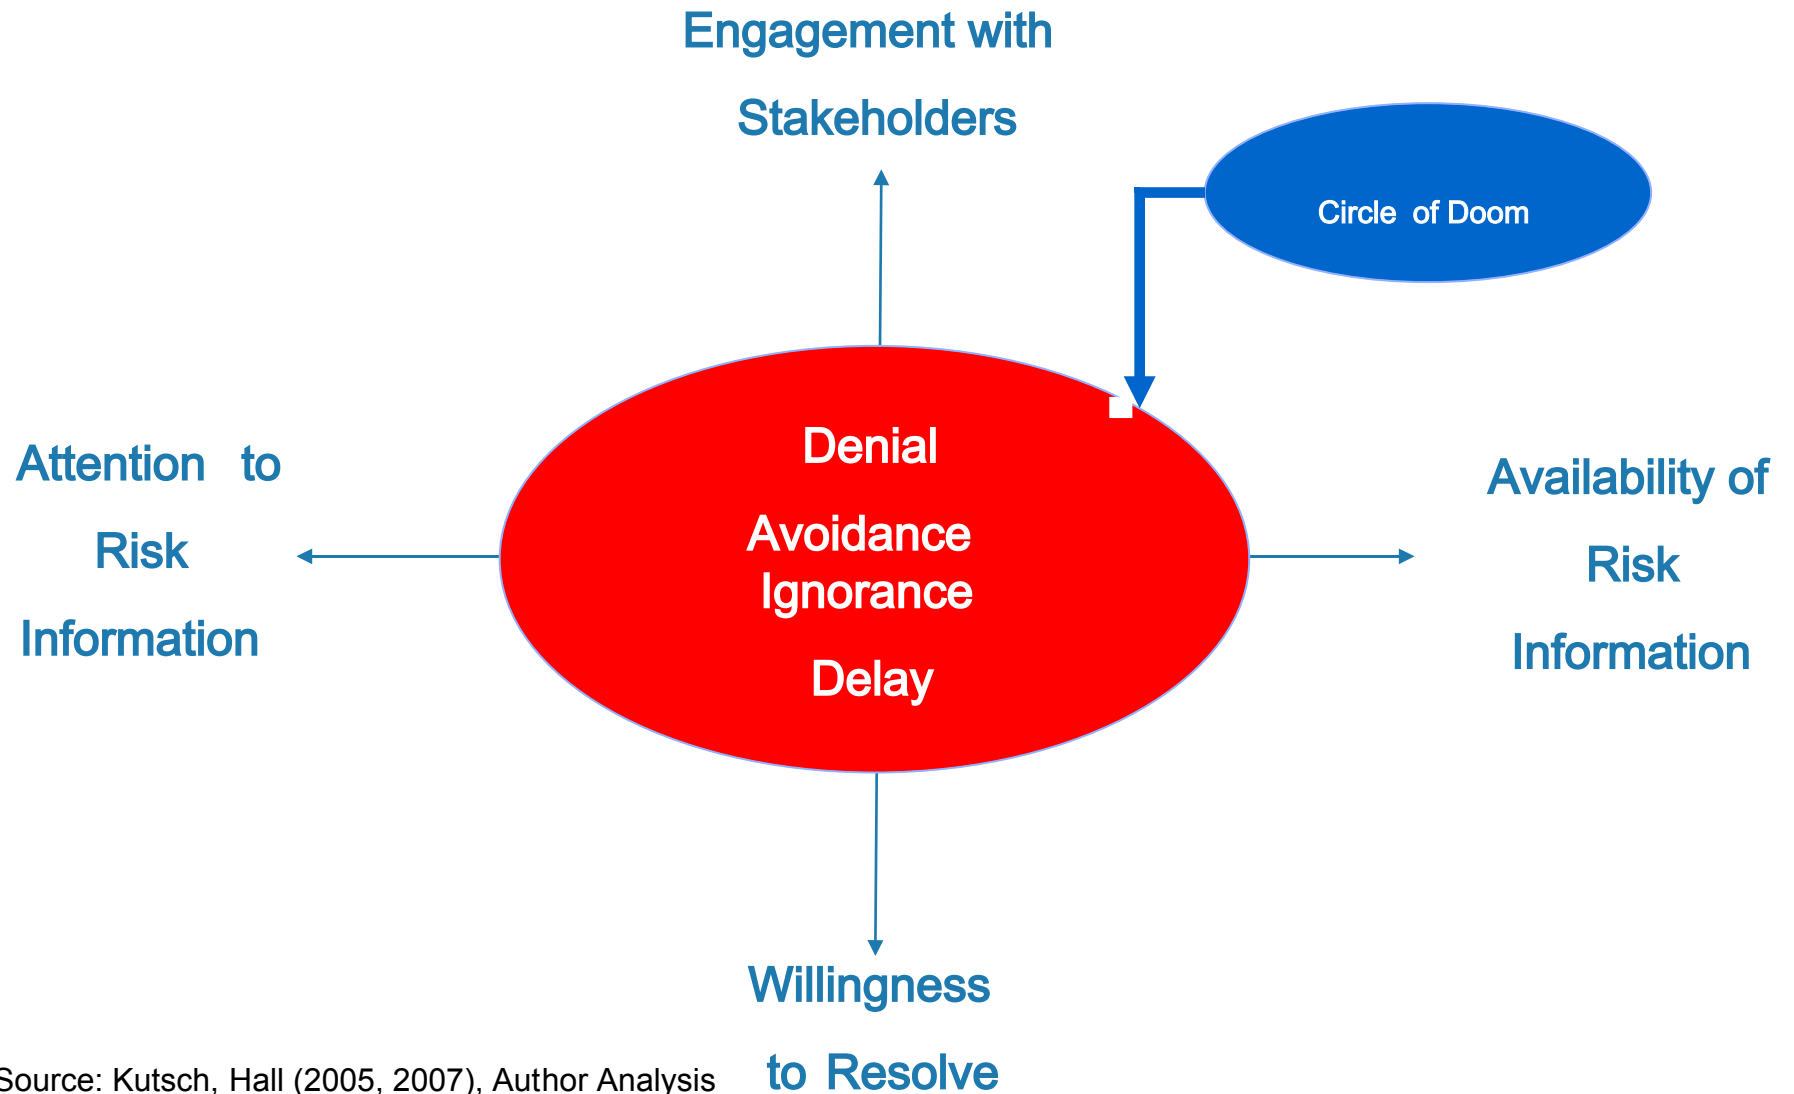 Engagement with
Stakeholders
Circle of Doom
Denial
Avoidance
Ignorance
Delay
Attention to
Risk
Information
Availability of
Risk
Information
Willingness
to Resolve
Source: Kutsch, Hall (2005, 2007), Author Analysis